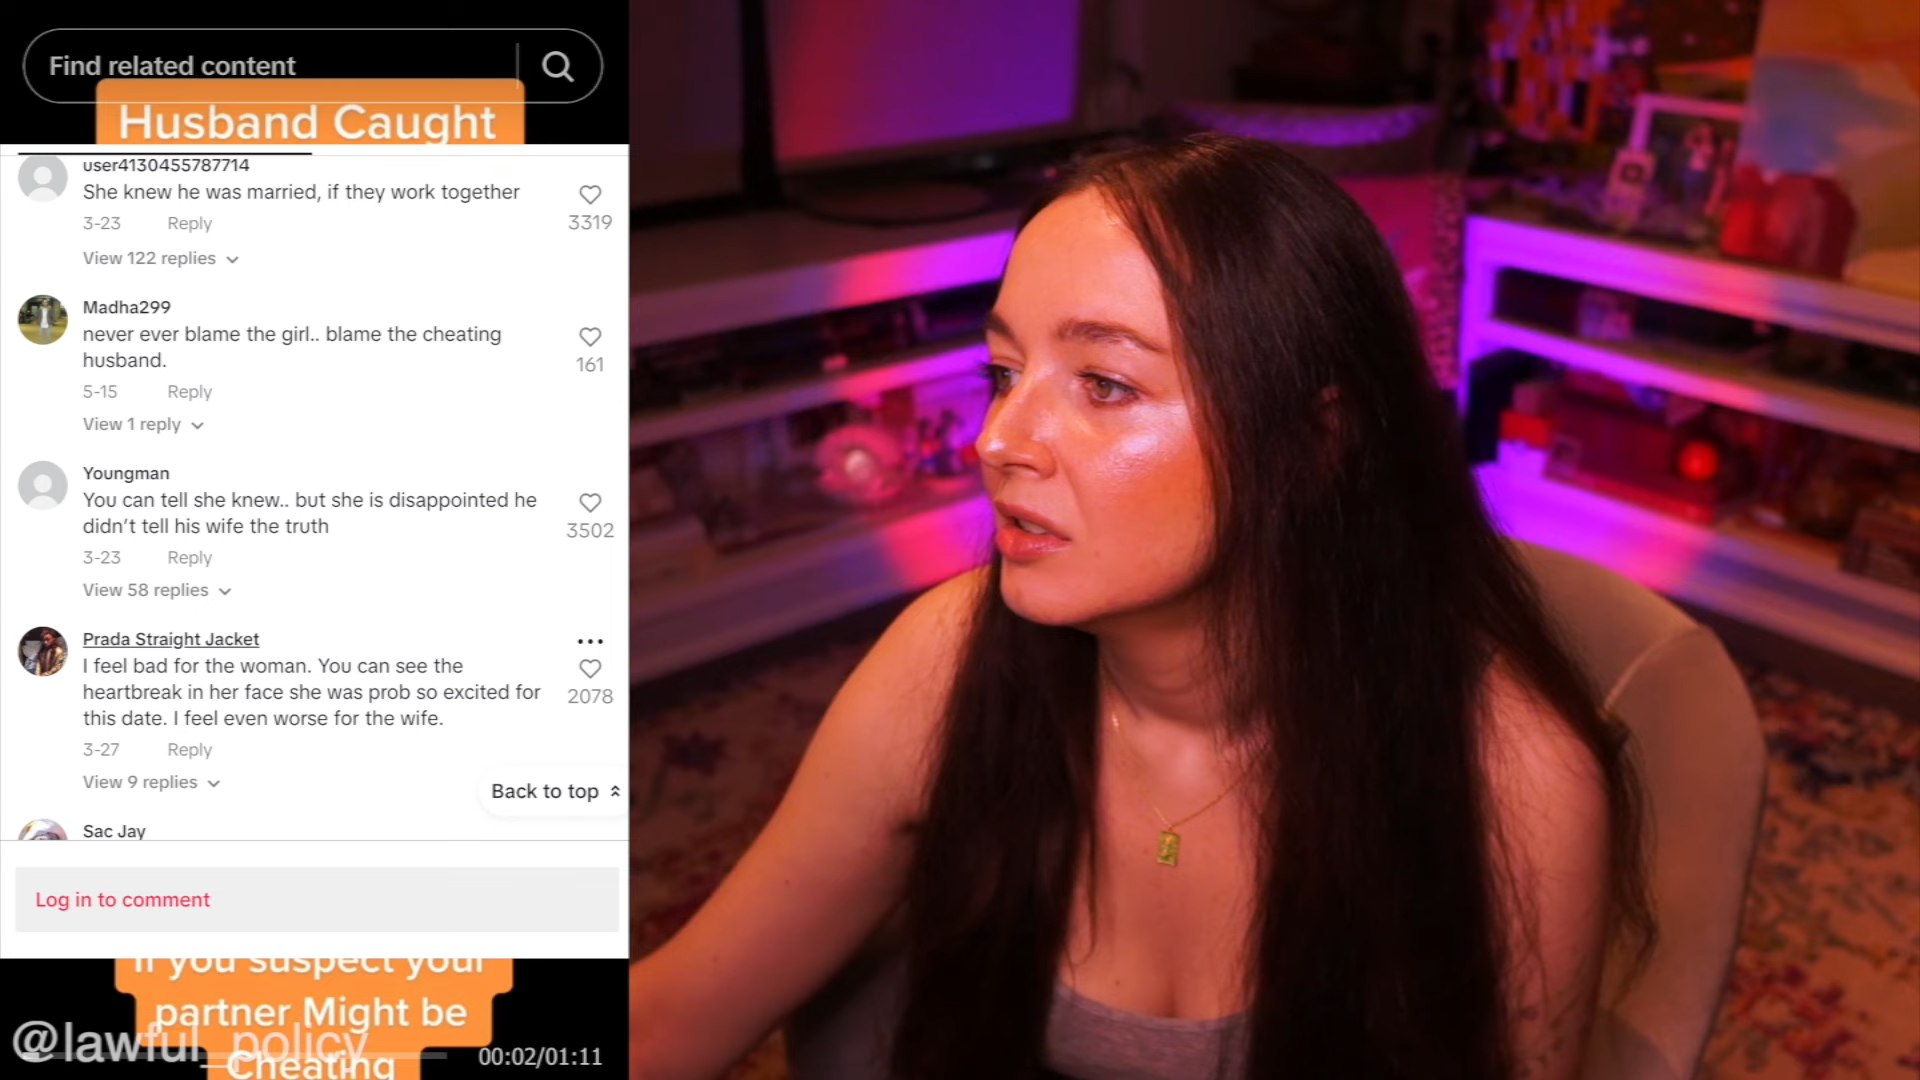 Find related content
Husband Caught
user4130455787714
She knew he was married, if they work together
3319
3-23 Reply
View 122 replies
Madha299
never ever blame the girl.. blame the cheating
husband.
161
5-15 Reply
View 1 reply
Youngman
You can tell she knew.. but she is disappointed he
didn’t tell his wife the truth
3502
3-23 Reply
View 58 replies
Prada Straight Jacket
I feel bad for the woman. You can see the
heartbreak in her face she was prob so excited for
this date. I feel even worse for the wife.
2078
3-27 Reply
View 9 replies
Back to top
Sac Jay
Log in to comment
If you suspect your
partner Might be
Cheating
@lawful_policy
00:02/01:11